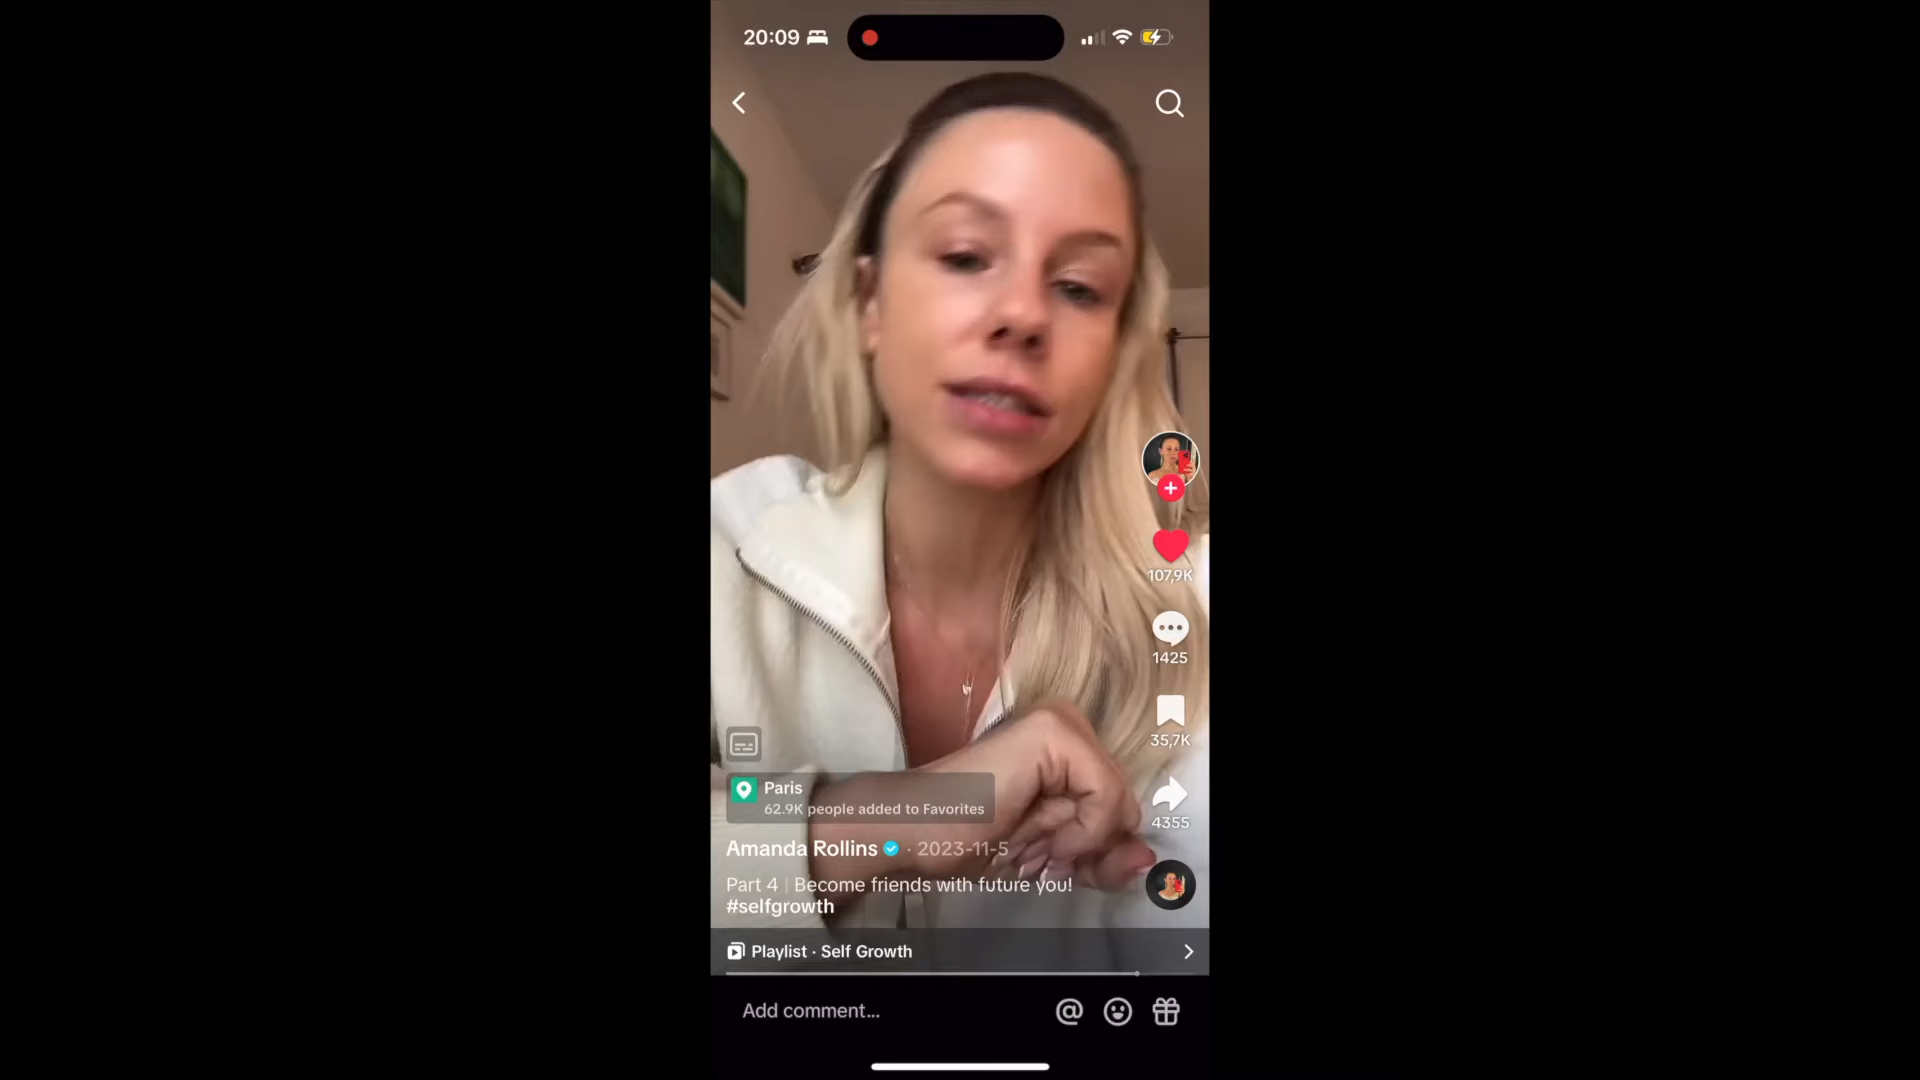 20:09
107,9K
1425
35,7K
Paris
62.9K people added to Favorites
4355
Amanda Rollins · 2023-11-5
Part 4 | Become friends with future you!
#selfgrowth
Playlist · Self Growth
Add comment...